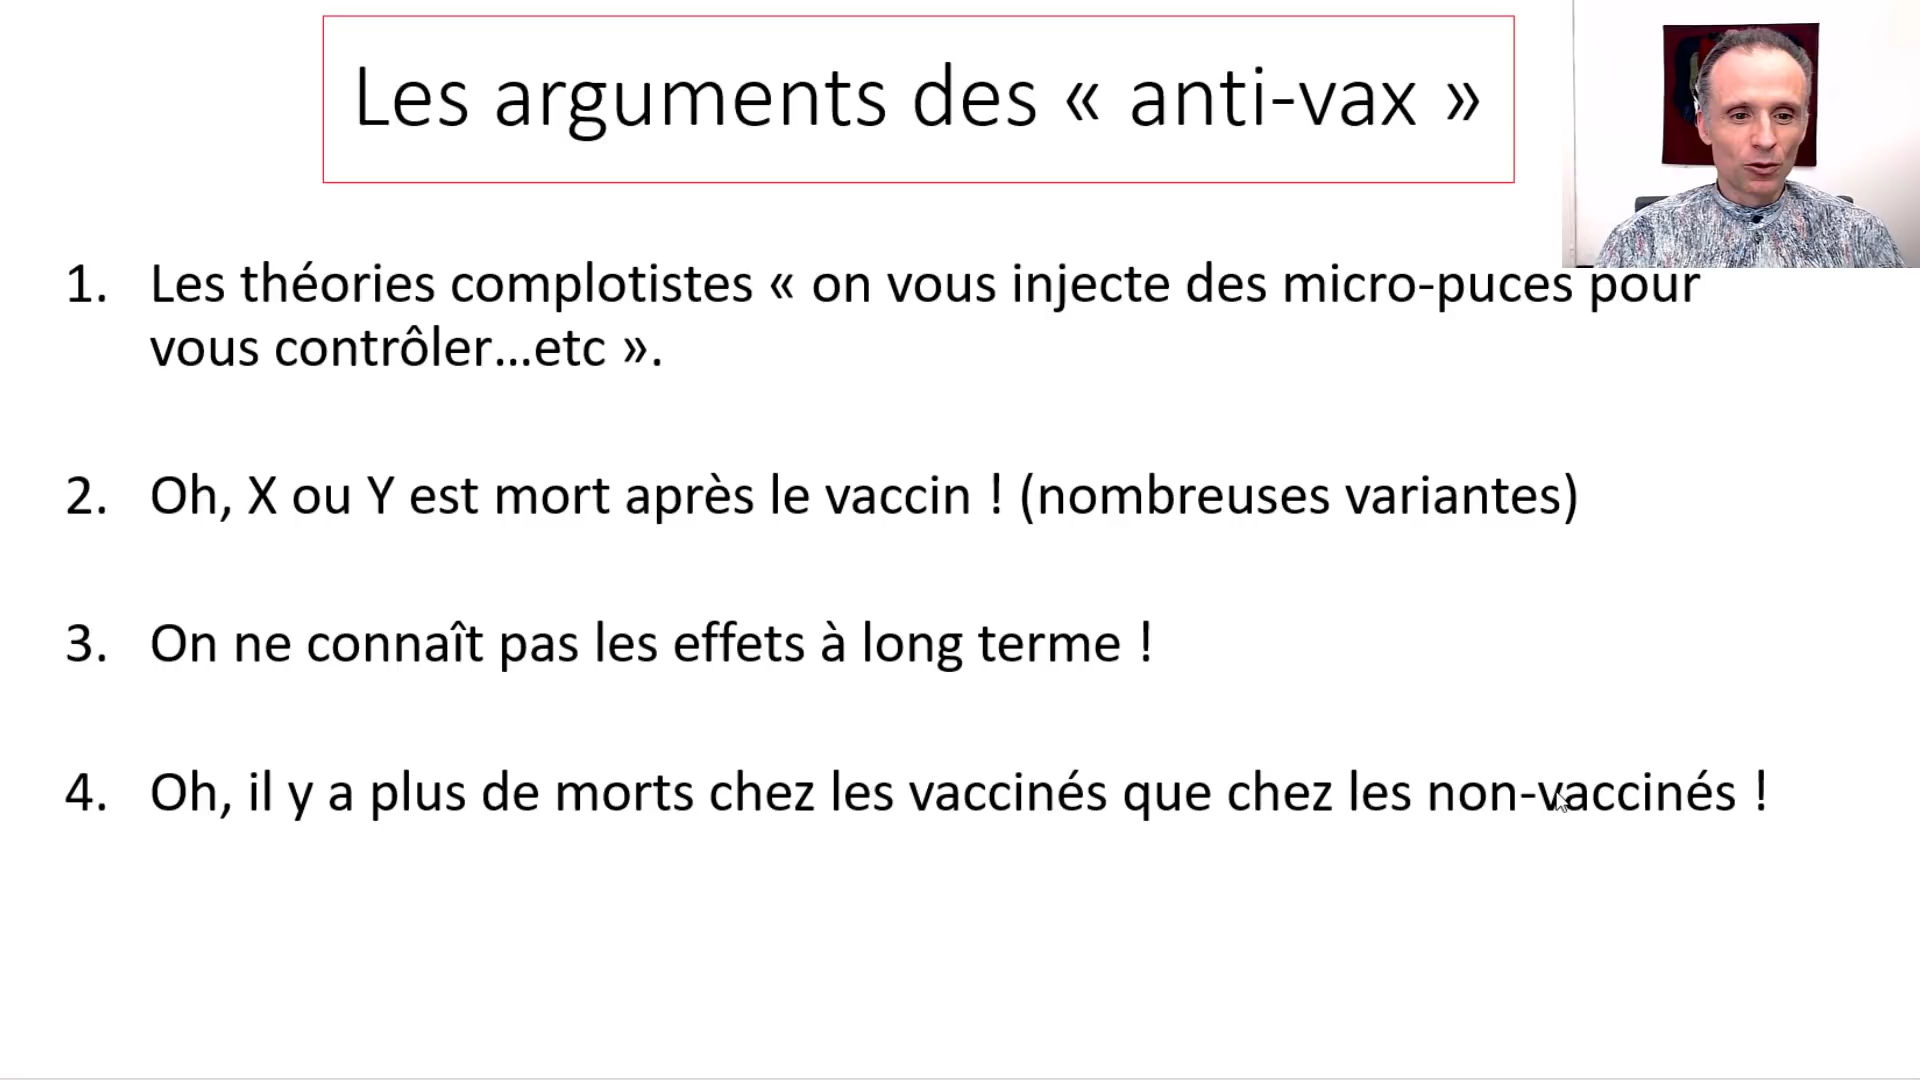 Les arguments des « anti-vax »
1. Les théories complotistes « on vous injecte des micro-puces pour
vous contrôler...etc ».
2. Oh, X ou Y est mort après le vaccin ! (nombreuses variantes)
3. On ne connaît pas les effets à long terme !
4. Oh, il y a plus de morts chez les vaccinés que chez les non-vaccinés !